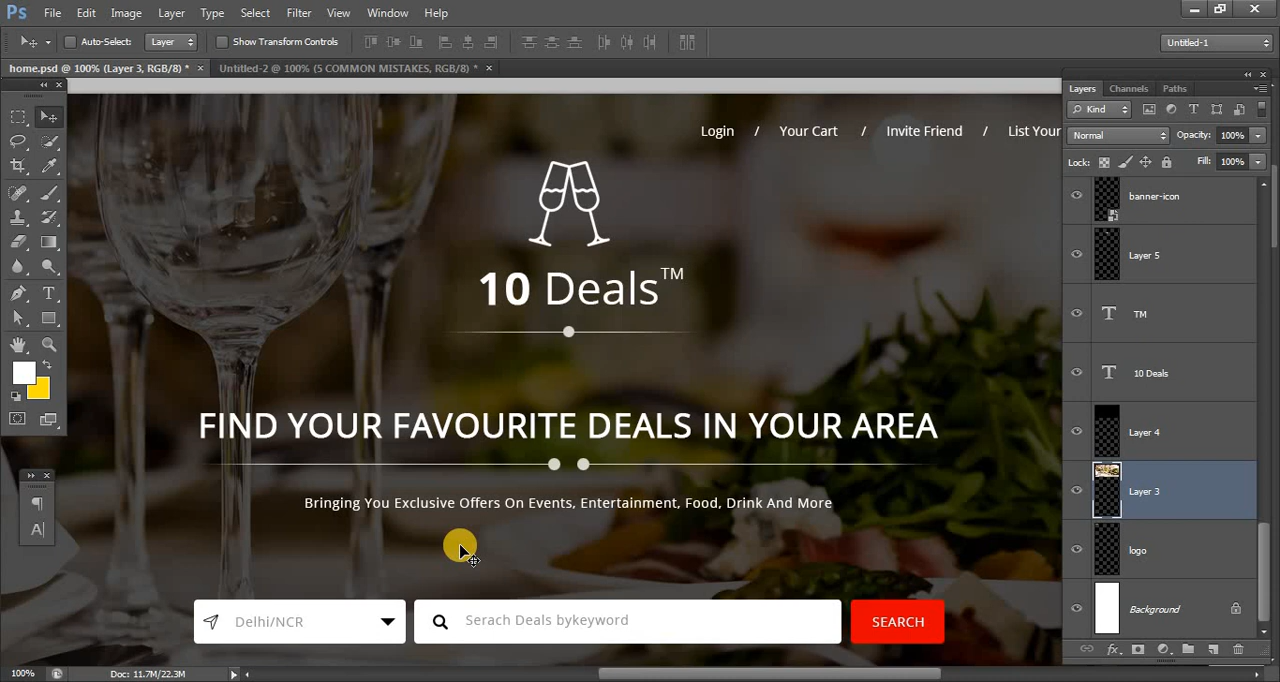 Ps File Edit Image Layer Type Select Filter View Window Help
Auto-Select: Layer Show Transform Controls Untitled-1
home.psd @ 100% (Layer 3, RGB/8) * × Untitled-2 @ 100% (5 COMMON MISTAKES, RGB/8) * ×
Layers Channels Paths
Kind
Normal Opacity: 100%
Lock: Fill: 100%
Login / Your Cart / Invite Friend / List Your
banner-icon
Layer 5
10 Deals™
TM
10 Deals
FIND YOUR FAVOURITE DEALS IN YOUR AREA
Layer 4
Layer 3
Bringing You Exclusive Offers On Events, Entertainment, Food, Drink And More
logo
Delhi/NCR
Serach Deals bykeyword
SEARCH
Background
100% Doc: 11.7M/22.3M